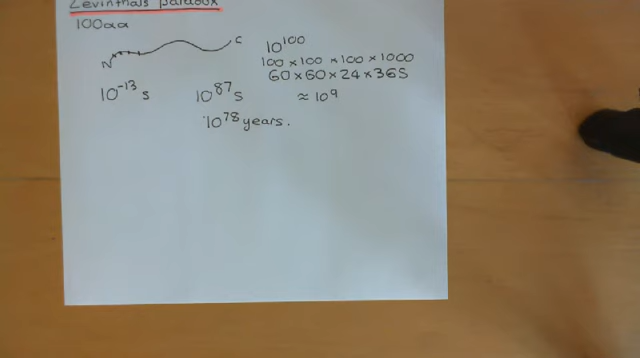 Levinthals paradox
100aa
N C 10^100
100 × 100 × 100 × 1000
60 × 60 × 24 × 365
10^-13 s 10^87 s ≈ 10^9
10^78 years.